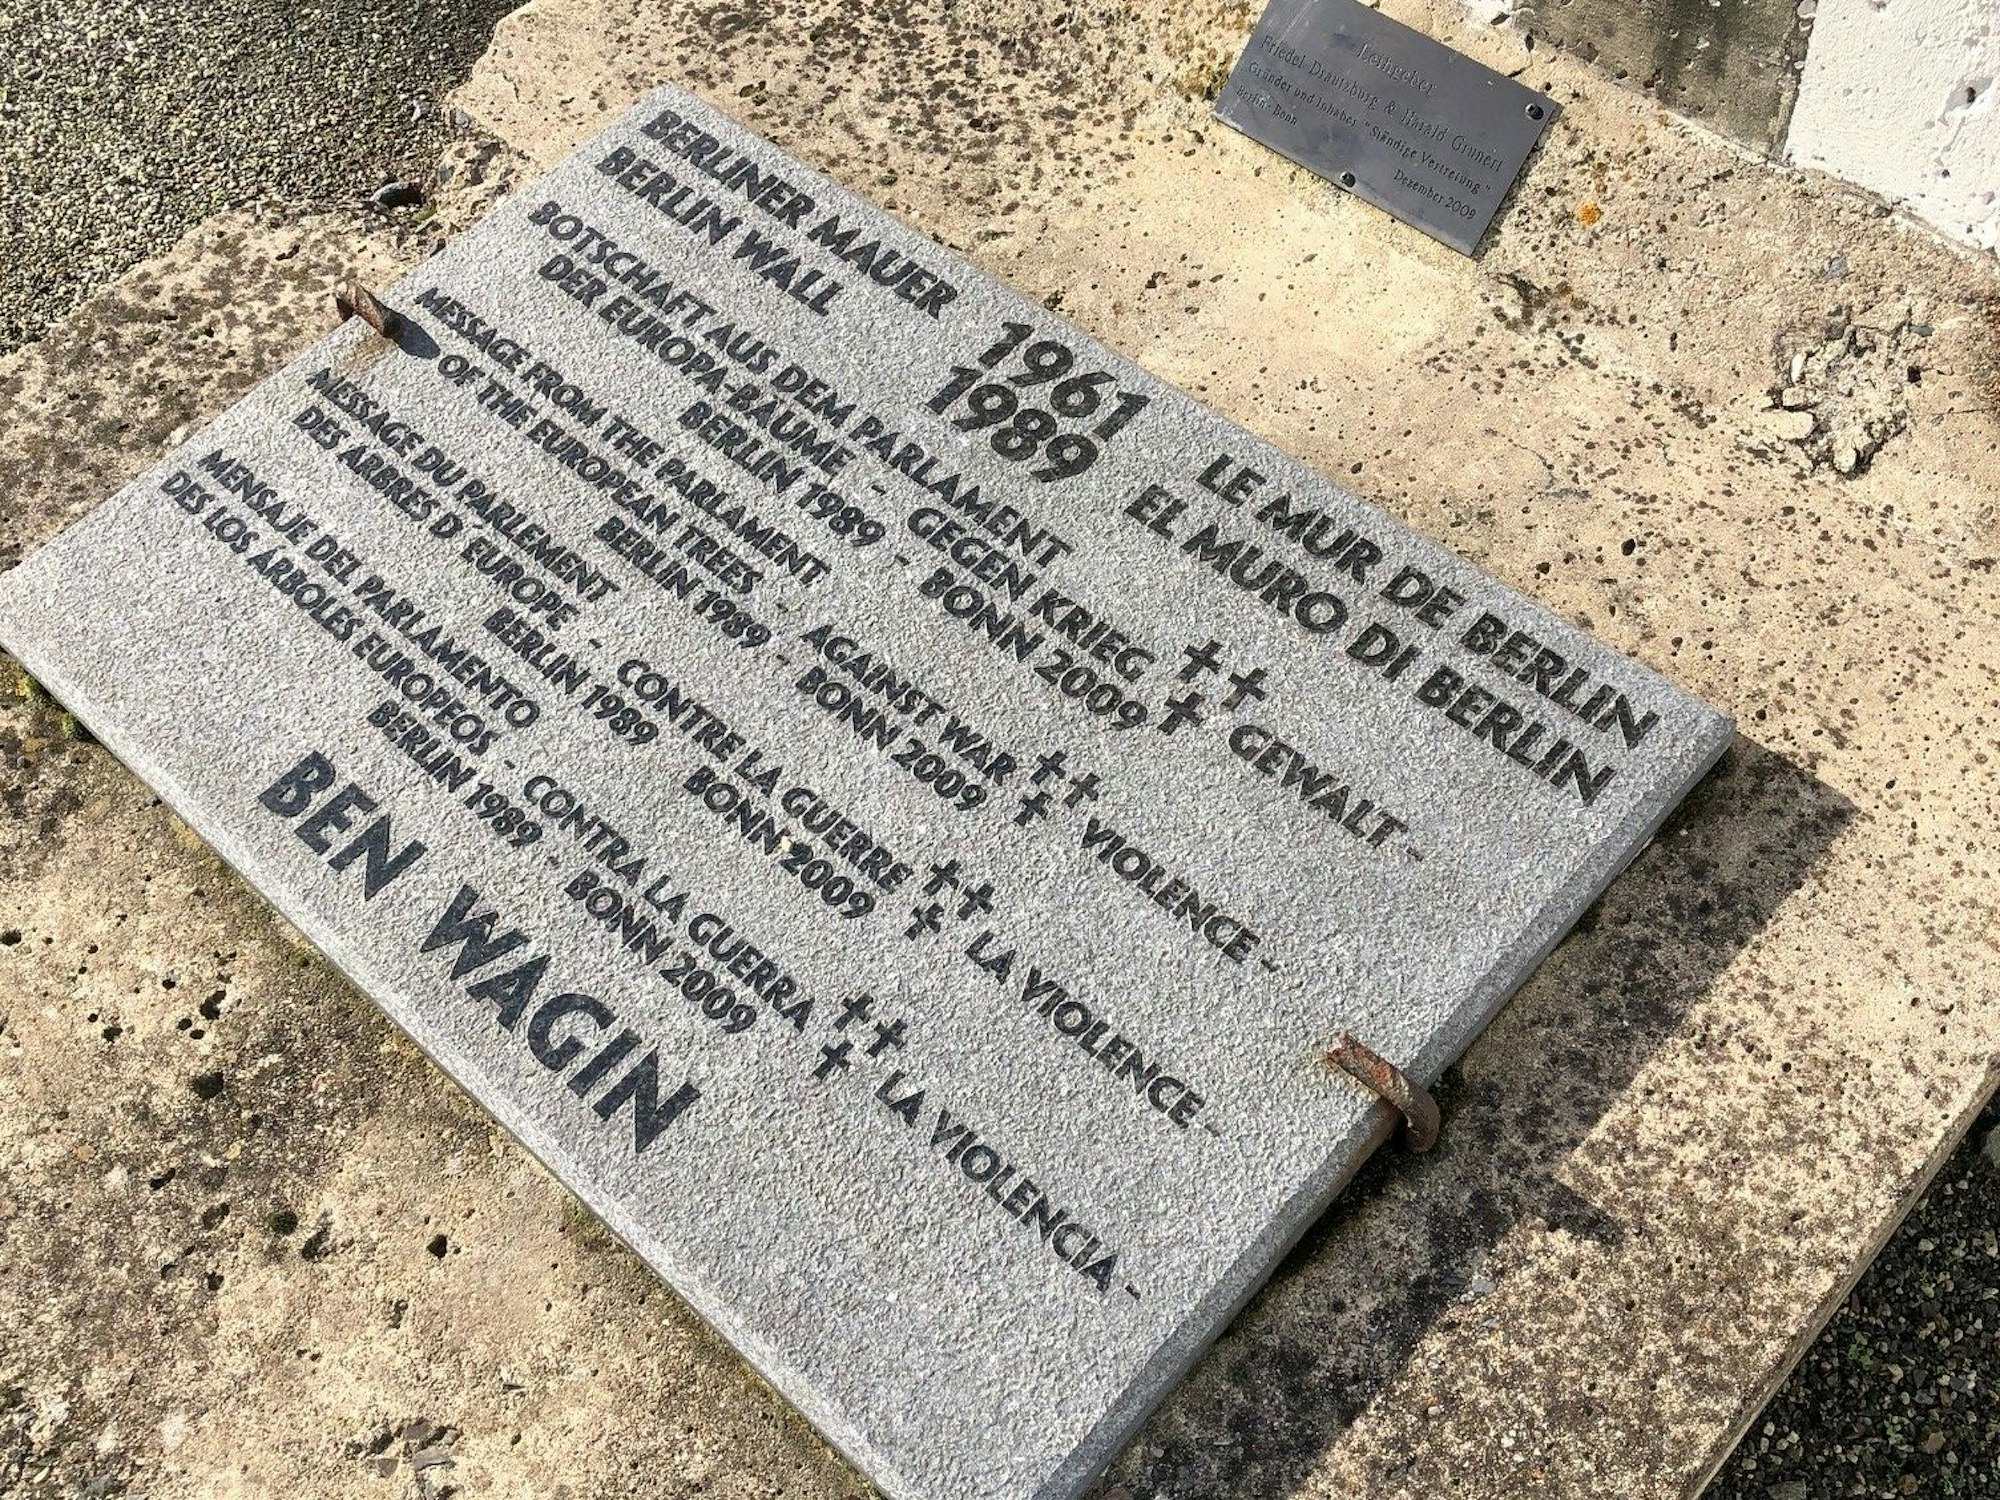 Leihgeber
Friedel Drautzburg & Harald Grunert
Gründer und Inhaber "Ständige Vertretung"
Berlin - Bonn
Dezember 2009
BERLINER MAUER 1961 LE MUR DE BERLIN
BERLIN WALL 1989 EL MURO DI BERLIN
BOTSCHAFT AUS DEM PARLAMENT
DER EUROPA-BÄUME - GEGEN KRIEG ✝✝✝ GEWALT -
BERLIN 1989 - BONN 2009
MESSAGE FROM THE PARLAMENT
OF THE EUROPEAN TREES - AGAINST WAR ✝✝✝ VIOLENCE -
BERLIN 1989 - BONN 2009
MESSAGE DU PARLEMENT
DES ARBRES D' EUROPE - CONTRE LA GUERRE ✝✝✝ LA VIOLENCE -
BERLIN 1989 BONN 2009
MENSAJE DEL PARLAMENTO
DES LOS ÁRBOLES EUROPEOS - CONTRA LA GUERRA ✝✝✝ LA VIOLENCIA -
BERLIN 1989 - BONN 2009
BEN WAGIN